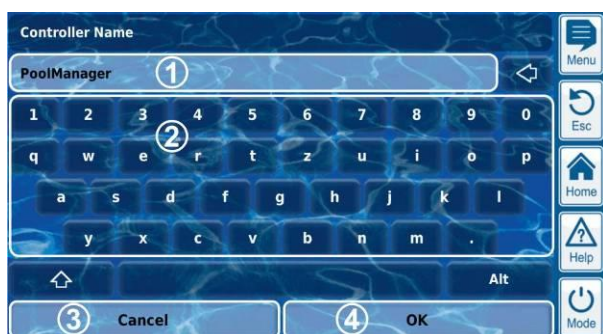 Controller Name
Menu
PoolManager 1
1 2 3 4 5 6 7 8 9 0
2
Esc
q w e r t z u i o p
a s d f g h j k l
Home
y x c v b n m .
? Help
Alt
3 Cancel 4 OK
Mode